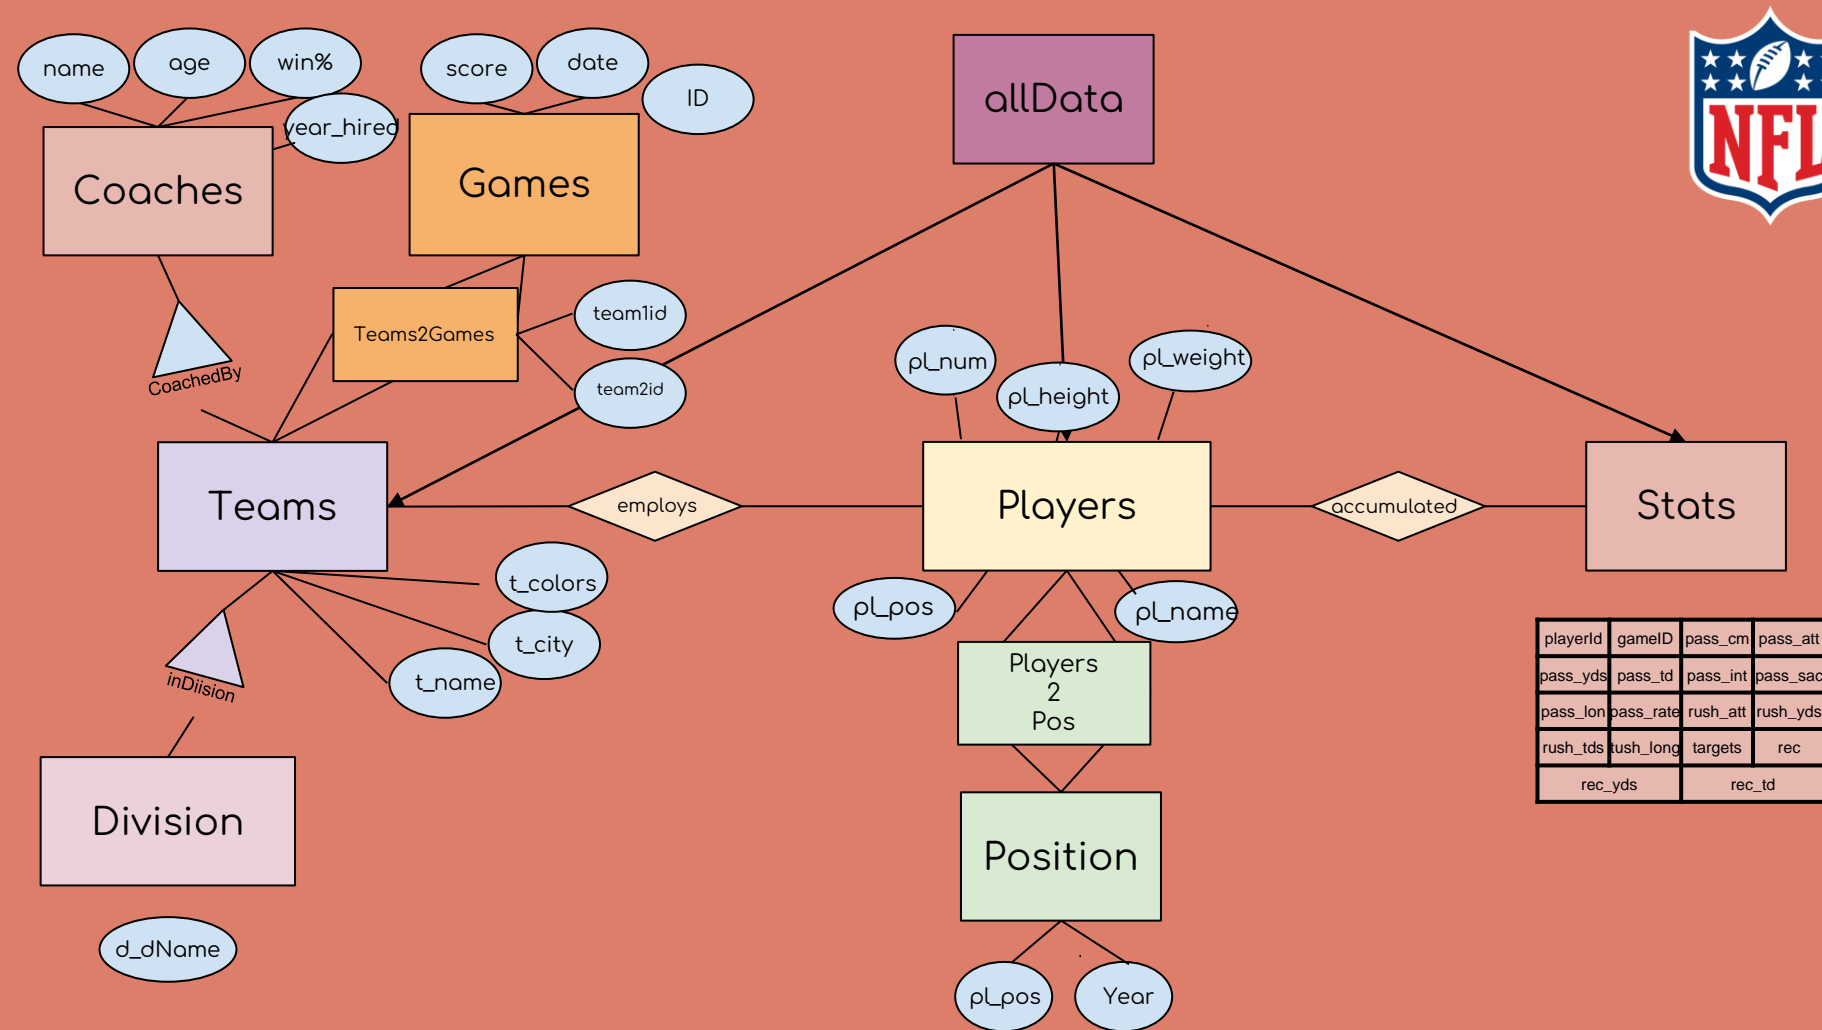 name
age
win%
score
date
ID
year_hired
allData
NFL
Coaches
Games
team1id
Teams2Games
CoachedBy
team2id
pl_num
pl_height
pl_weight
Teams
employs
Players
accumulated
Stats
t_colors
t_city
t_name
inDiision
pl_pos
pl_name
Players
2
Pos
playerId gameID pass_cm pass_att
pass_yds pass_td pass_int pass_sac
pass_lon pass_rate rush_att rush_yds
rush_tds tush_long targets rec
rec_yds rec_td
Division
Position
d_dName
pl_pos
Year